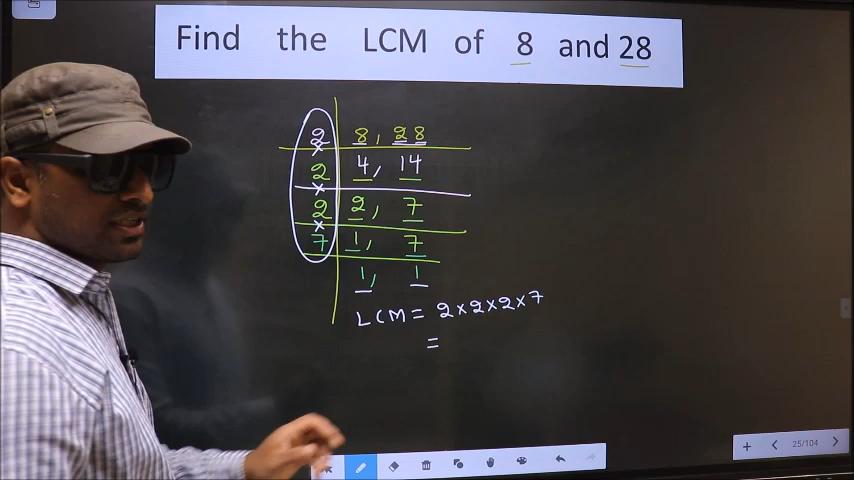 Find the LCM of 8 and 28
2 8, 28
× 
2 4, 14
×
2 2, 7
×
7 1, 7
1, 1
LCM = 2×2×2×7
=
+ < 25/104 >